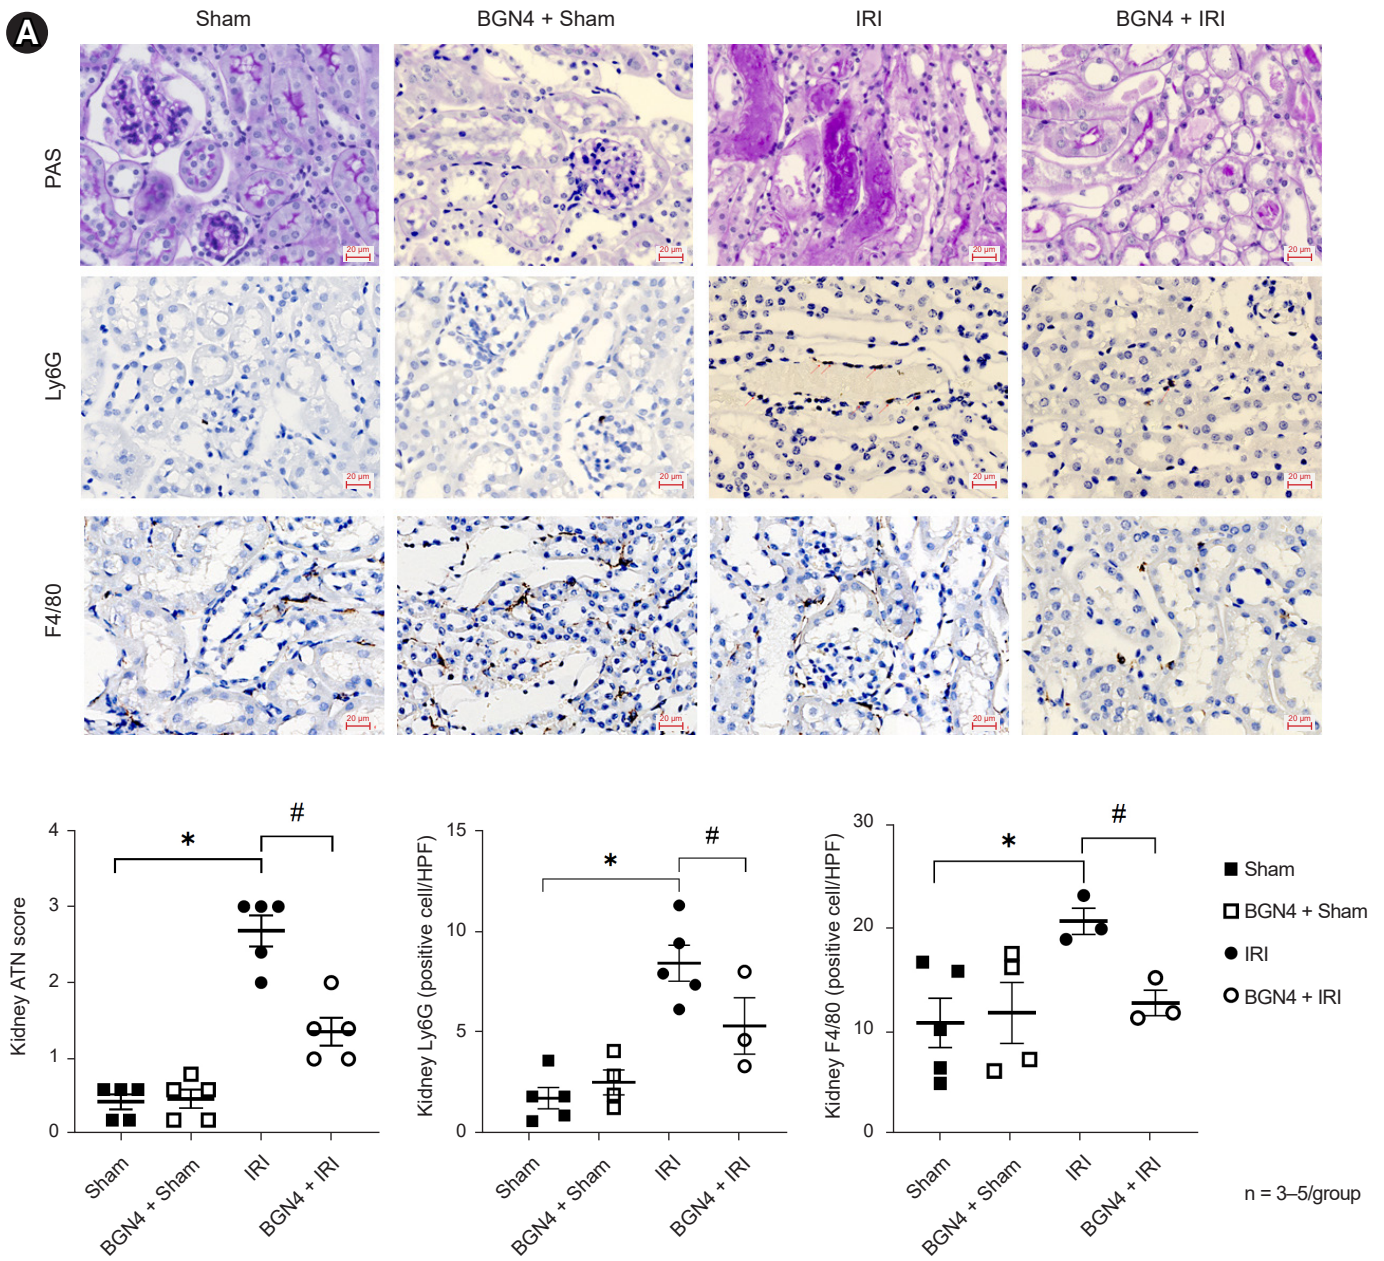 A
Sham BGN4 + Sham IRI BGN4 + IRI
PAS
20 µm 20 µm 20 µm 20 µm
Ly6G
20 µm 20 µm 20 µm 20 µm
F4/80
20 µm 20 µm 20 µm 20 µm
Kidney ATN score
4
3
2
1
0
* #
Sham
BGN4 + Sham
IRI
BGN4 + IRI
Kidney Ly6G (positive cell/HPF)
15
10
5
0
* #
Sham
BGN4 + Sham
IRI
BGN4 + IRI
Kidney F4/80 (positive cell/HPF)
30
20
10
0
* #
Sham
BGN4 + Sham
IRI
BGN4 + IRI
Sham
BGN4 + Sham
IRI
BGN4 + IRI
n = 3–5/group